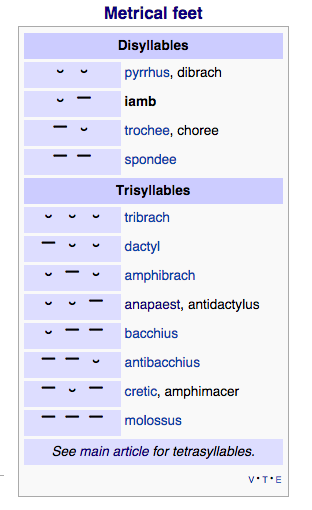 Metrical feet
Disyllables
˘ ˘ pyrrhus, dibrach
˘ ¯ iamb
¯ ˘ trochee, choree
¯ ¯ spondee
Trisyllables
˘ ˘ ˘ tribrach
¯ ˘ ˘ dactyl
˘ ¯ ˘ amphibrach
˘ ˘ ¯ anapaest, antidactylus
˘ ¯ ¯ bacchius
¯ ¯ ˘ antibacchius
¯ ˘ ¯ cretic, amphimacer
¯ ¯ ¯ molossus
See main article for tetrasyllables.
V · T · E